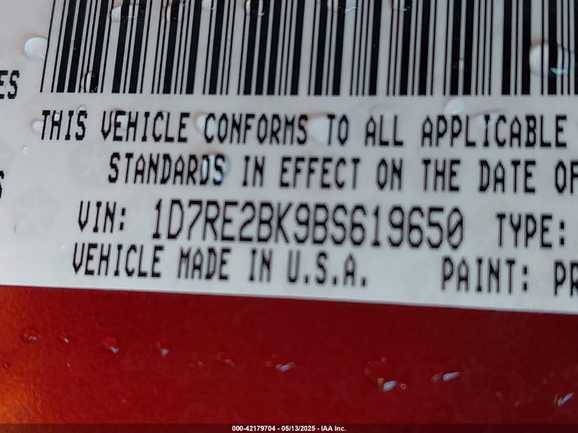 ES
THIS VEHICLE CONFORMS TO ALL APPLICABLE
STANDARDS IN EFFECT ON THE DATE OF
S
VIN: 1D7RE2BK9BS619650 TYPE:
VEHICLE MADE IN U.S.A. PAINT: PR
000-42179704 - 05/13/2025 - IAA Inc.